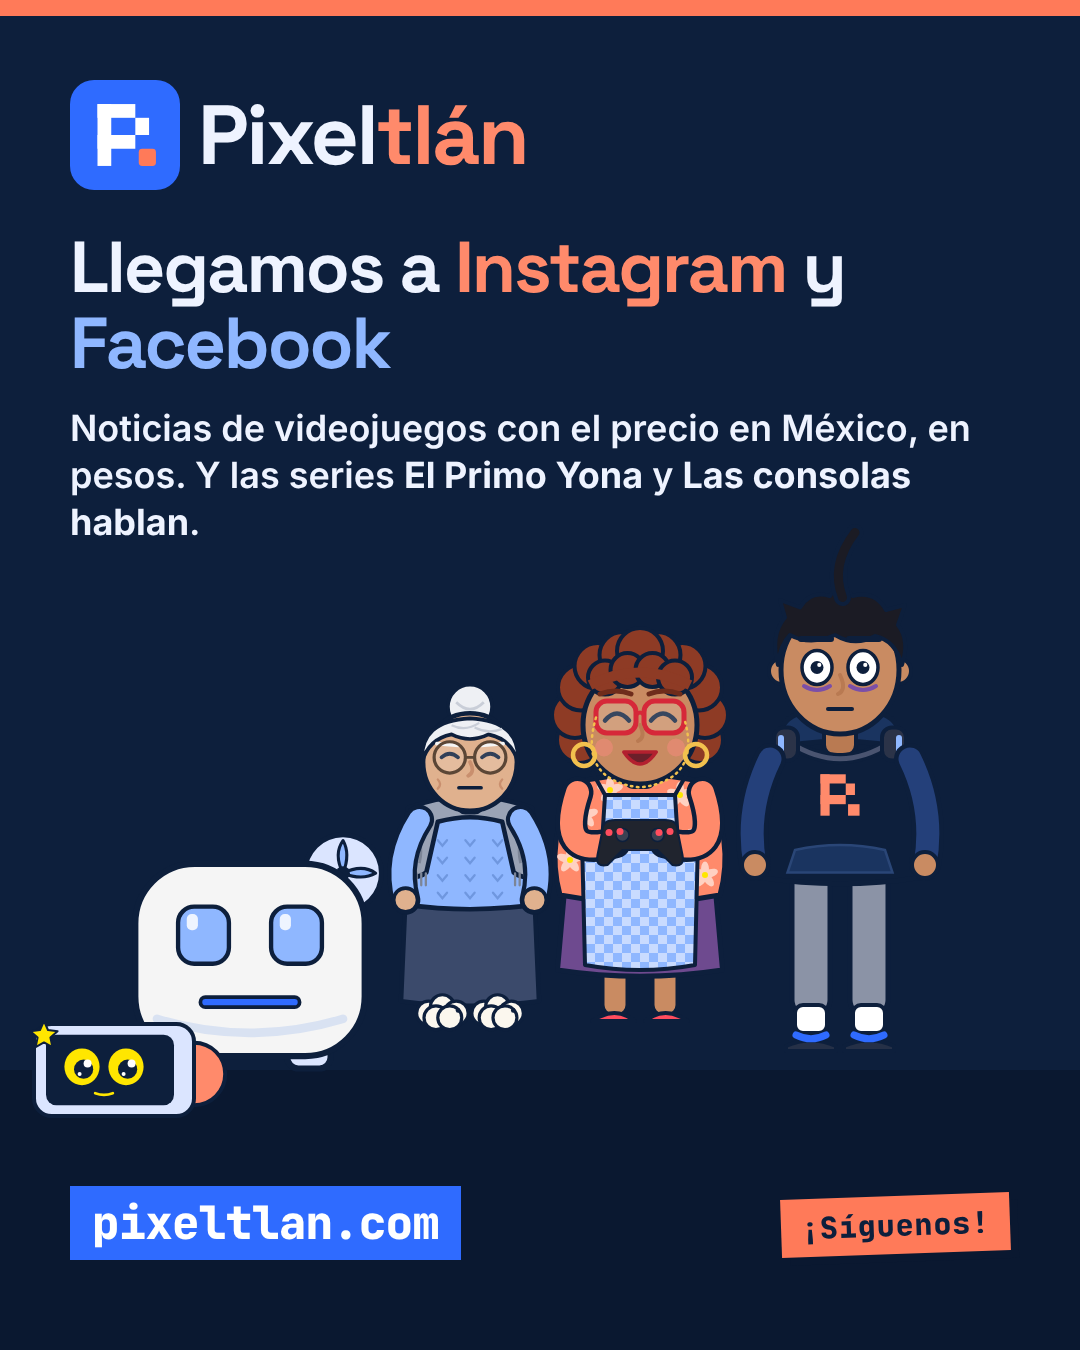 Pixeltlán
Llegamos a Instagram y
Facebook
Noticias de videojuegos con el precio en México, en
pesos. Y las series El Primo Yona y Las consolas
hablan.
pixeltlan.com
¡Síguenos!